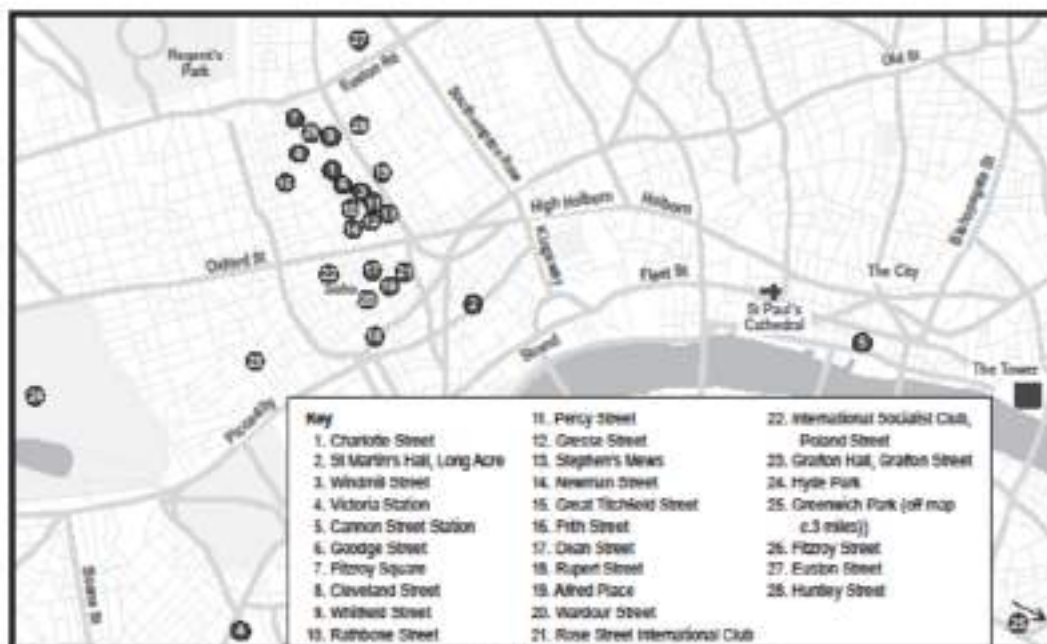 Regent's
Park
Euston Rd
Southampton Row
Old St
Bishopsgate St
High Holborn
Holborn
Kingsway
Oxford St
Soho
Fleet St
The City
St Paul's
Cathedral
Strand
The Tower
Piccadilly
Sloane St
Key
1. Charlotte Street
2. St Martin's Hall, Long Acre
3. Windmill Street
4. Victoria Station
5. Cannon Street Station
6. Goodge Street
7. Fitzroy Square
8. Cleveland Street
9. Whitfield Street
10. Rathbone Street
11. Percy Street
12. Gresse Street
13. Stephen's Mews
14. Newman Street
15. Great Titchfield Street
16. Frith Street
17. Dean Street
18. Rupert Street
19. Alfred Place
20. Wardour Street
21. Rose Street International Club
22. International Socialist Club,
Poland Street
23. Grafton Hall, Grafton Street
24. Hyde Park
25. Greenwich Park (off map
c.3 miles))
26. Fitzroy Street
27. Euston Street
28. Huntley Street